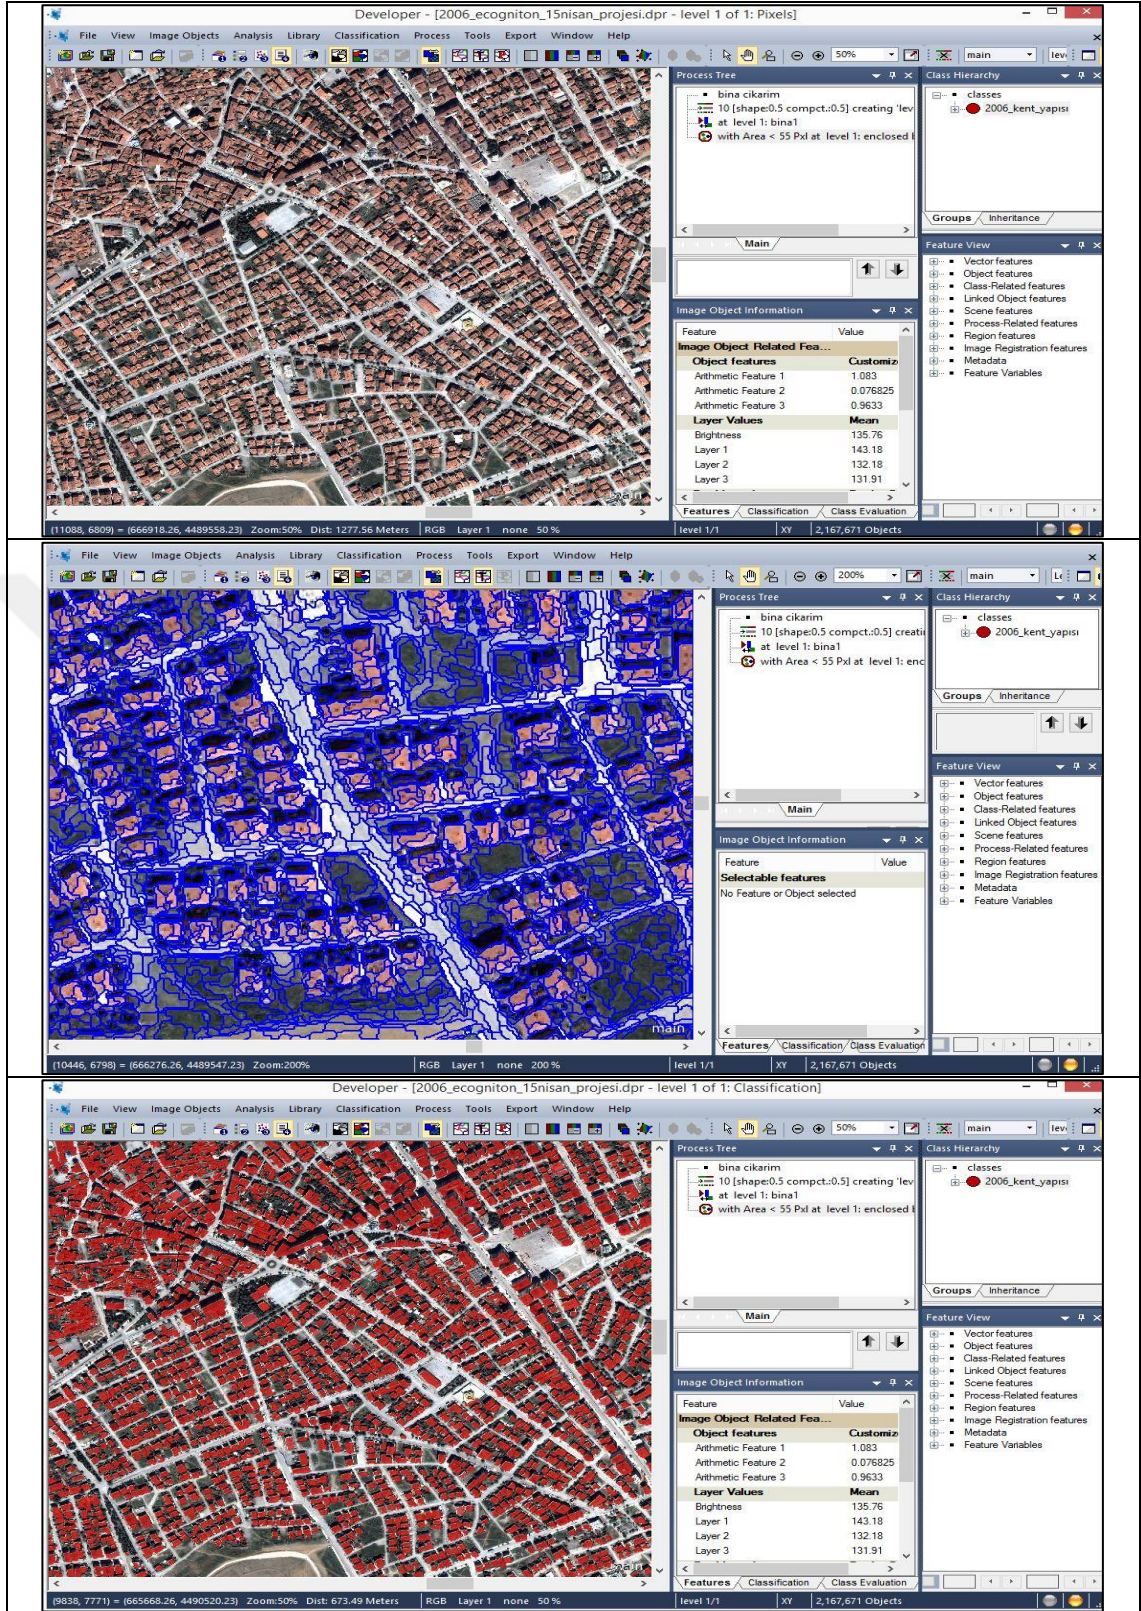 Developer - [2006_ecogniton_15nisan_projesi.dpr - level 1 of 1: Pixels]
File View Image Objects Analysis Library Classification Process Tools Export Window Help
50% main
Process Tree
bina cikarim
10 [shape:0.5 compct.:0.5] creating 'lev
at level 1: bina1
with Area < 55 Pxl at level 1: enclosed
Main
Class Hierarchy
classes
2006_kent_yapısı
Groups Inheritance
Feature View
Vector features
Object features
Class-Related features
Linked Object features
Scene features
Process-Related features
Region features
Image Registration features
Metadata
Feature Variables
Image Object Information
Feature Value
Image Object Related Fea...
Object features Customiz
Arithmetic Feature 1 1.083
Arithmetic Feature 2 0.076825
Arithmetic Feature 3 0.9633
Layer Values Mean
Brightness 135.76
Layer 1 143.18
Layer 2 132.18
Layer 3 131.91
Features Classification Class Evaluation
main
(11088, 6809) = (666918.26, 4489558.23) Zoom:50% Dist: 1277.56 Meters RGB Layer 1 none 50 % level 1/1 XY 2,167,671 Objects
File View Image Objects Analysis Library Classification Process Tools Export Window Help
200% main
Process Tree
bina cikarim
10 [shape:0.5 compct.:0.5] creati
at level 1: bina1
with Area < 55 Pxl at level 1: enc
Main
Class Hierarchy
classes
2006_kent_yapısı
Groups Inheritance
Feature View
Vector features
Object features
Class-Related features
Linked Object features
Scene features
Process-Related features
Region features
Image Registration features
Metadata
Feature Variables
Image Object Information
Feature Value
Selectable features
No Feature or Object selected
Features Classification Class Evaluation
main
(10446, 6798) = (666276.26, 4489547.23) Zoom:200% RGB Layer 1 none 200 % level 1/1 XY 2,167,671 Objects
Developer - [2006_ecogniton_15nisan_projesi.dpr - level 1 of 1: Classification]
File View Image Objects Analysis Library Classification Process Tools Export Window Help
50% main
Process Tree
bina cikarim
10 [shape:0.5 compct.:0.5] creating 'lev
at level 1: bina1
with Area < 55 Pxl at level 1: enclosed
Main
Class Hierarchy
classes
2006_kent_yapısı
Groups Inheritance
Feature View
Vector features
Object features
Class-Related features
Linked Object features
Scene features
Process-Related features
Region features
Image Registration features
Metadata
Feature Variables
Image Object Information
Feature Value
Image Object Related Fea...
Object features Customiz
Arithmetic Feature 1 1.083
Arithmetic Feature 2 0.076825
Arithmetic Feature 3 0.9633
Layer Values Mean
Brightness 135.76
Layer 1 143.18
Layer 2 132.18
Layer 3 131.91
Features Classification Class Evaluation
main
(9838, 7771) = (665668.26, 4490520.23) Zoom:50% Dist: 673.49 Meters RGB Layer 1 none 50 % level 1/1 XY 2,167,671 Objects